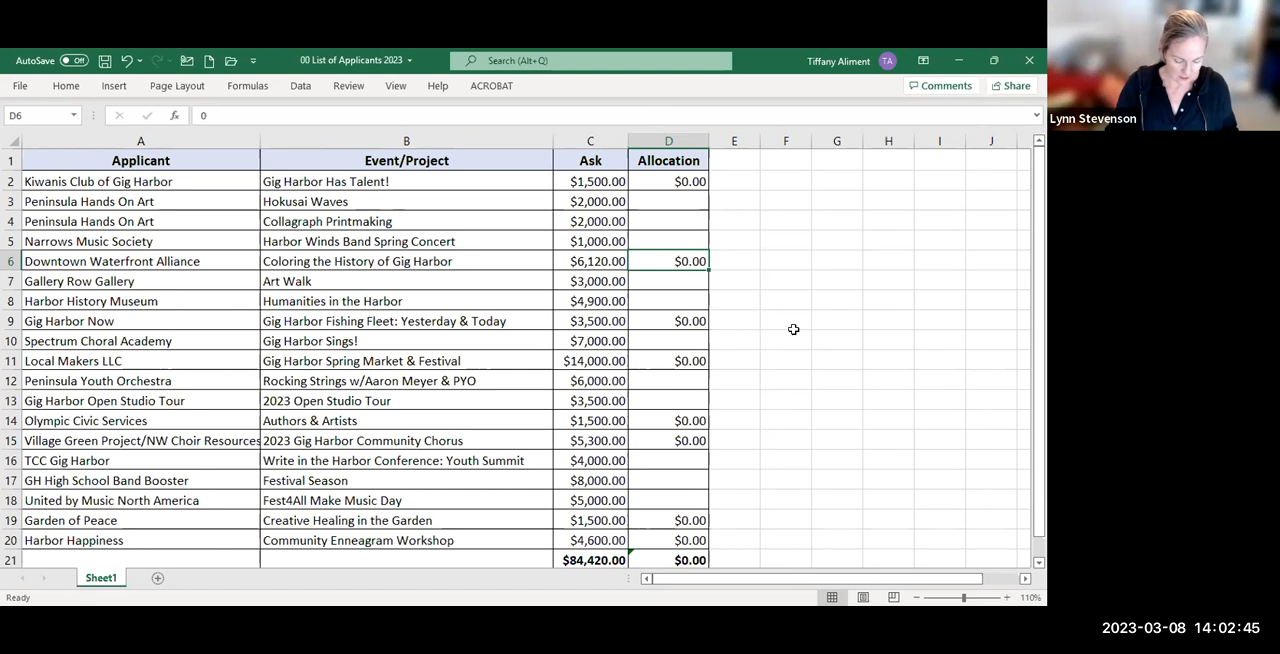 AutoSave Off 00 List of Applicants 2023 Search (Alt+Q) Tiffany Aliment TA
File Home Insert Page Layout Formulas Data Review View Help ACROBAT Comments Share
D6 fx 0
A B C D E F G H I J
1 Applicant Event/Project Ask Allocation
2 Kiwanis Club of Gig Harbor Gig Harbor Has Talent! $1,500.00 $0.00
3 Peninsula Hands On Art Hokusai Waves $2,000.00
4 Peninsula Hands On Art Collagraph Printmaking $2,000.00
5 Narrows Music Society Harbor Winds Band Spring Concert $1,000.00
6 Downtown Waterfront Alliance Coloring the History of Gig Harbor $6,120.00 $0.00
7 Gallery Row Gallery Art Walk $3,000.00
8 Harbor History Museum Humanities in the Harbor $4,900.00
9 Gig Harbor Now Gig Harbor Fishing Fleet: Yesterday & Today $3,500.00 $0.00
10 Spectrum Choral Academy Gig Harbor Sings! $7,000.00
11 Local Makers LLC Gig Harbor Spring Market & Festival $14,000.00 $0.00
12 Peninsula Youth Orchestra Rocking Strings w/Aaron Meyer & PYO $6,000.00
13 Gig Harbor Open Studio Tour 2023 Open Studio Tour $3,500.00
14 Olympic Civic Services Authors & Artists $1,500.00 $0.00
15 Village Green Project/NW Choir Resources 2023 Gig Harbor Community Chorus $5,300.00 $0.00
16 TCC Gig Harbor Write in the Harbor Conference: Youth Summit $4,000.00
17 GH High School Band Booster Festival Season $8,000.00
18 United by Music North America Fest4All Make Music Day $5,000.00
19 Garden of Peace Creative Healing in the Garden $1,500.00 $0.00
20 Harbor Happiness Community Enneagram Workshop $4,600.00 $0.00
21 $84,420.00 $0.00
Sheet1
Ready 110%
Lynn Stevenson
2023-03-08 14:02:45